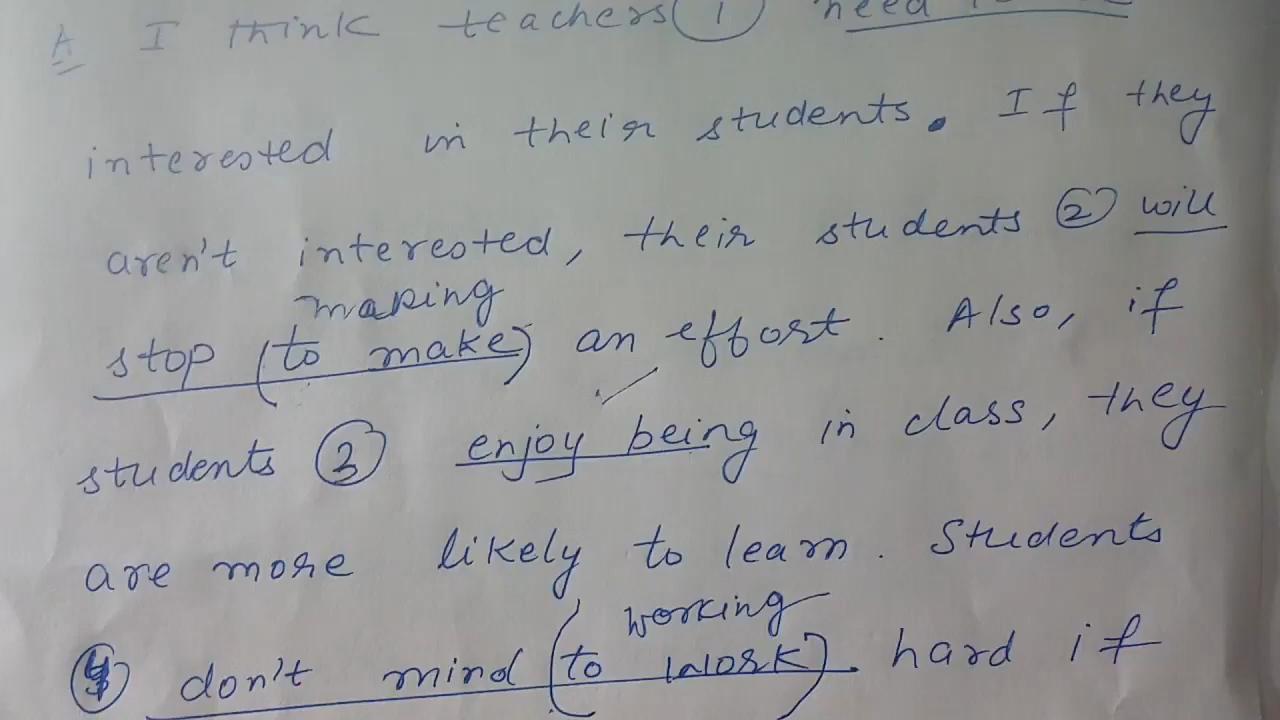 A I think teachers (1) need
interested in their students. If they
aren't interested, their students (2) will
making
stop (to make) an effort. Also, if
students (3) enjoy being in class, they
are more likely to learn. Students
working
(4) don't mind (to work) hard if